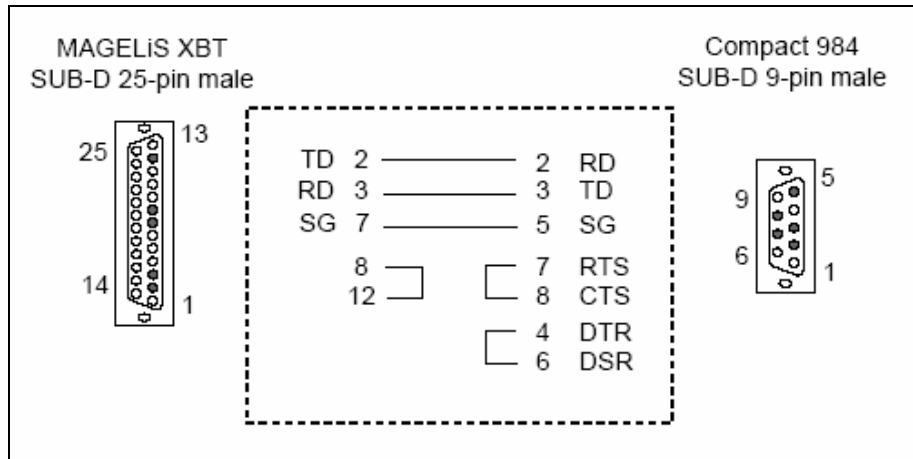 MAGELiS XBT
SUB-D 25-pin male
Compact 984
SUB-D 9-pin male
25
13
14
1
TD 2
2 RD
RD 3
3 TD
SG 7
5 SG
8
7 RTS
12
8 CTS
4 DTR
6 DSR
9
5
6
1